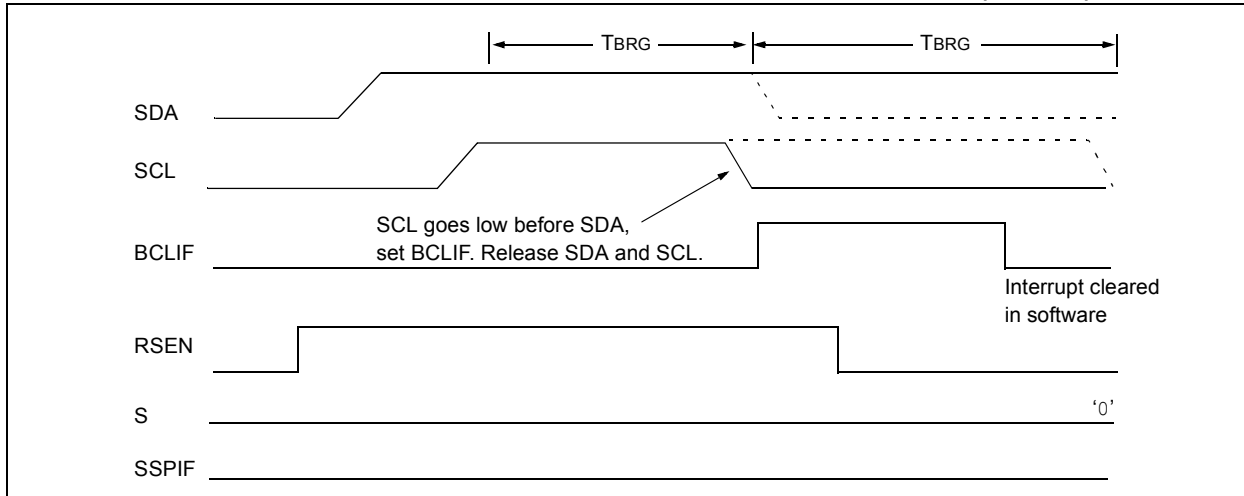 TBRG TBRG
SDA
SCL
SCL goes low before SDA,
set BCLIF. Release SDA and SCL.
BCLIF
Interrupt cleared
in software
RSEN
S
‘0’
SSPIF